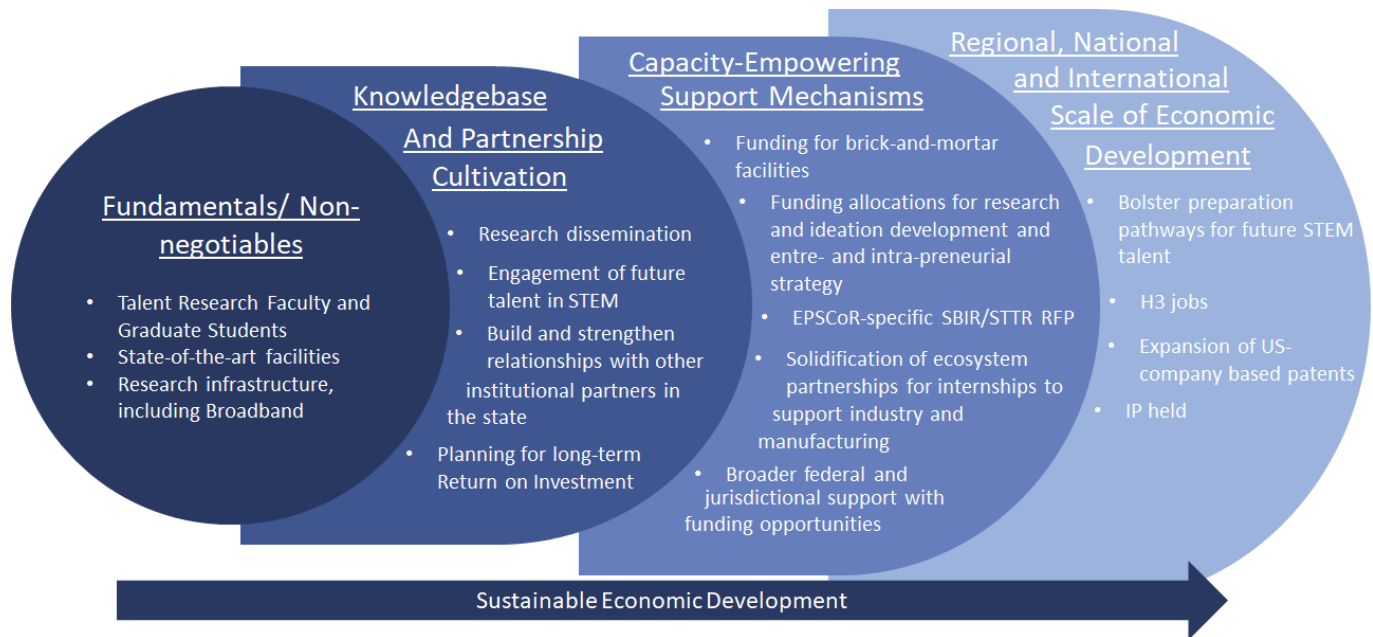 Fundamentals/ Non-
negotiables
• Talent Research Faculty and
Graduate Students
• State-of-the-art facilities
• Research infrastructure,
including Broadband
Knowledgebase
And Partnership
Cultivation
• Research dissemination
• Engagement of future
talent in STEM
• Build and strengthen
relationships with other
institutional partners in
the state
• Planning for long-term
Return on Investment
Capacity-Empowering
Support Mechanisms
• Funding for brick-and-mortar
facilities
• Funding allocations for research
and ideation development and
entre- and intra-preneurial
strategy
• EPSCoR-specific SBIR/STTR RFP
• Solidification of ecosystem
partnerships for internships to
support industry and
manufacturing
• Broader federal and
jurisdictional support with
funding opportunities
Regional, National
and International
Scale of Economic
Development
• Bolster preparation
pathways for future STEM
talent
• H3 jobs
• Expansion of US-
company based patents
• IP held
Sustainable Economic Development